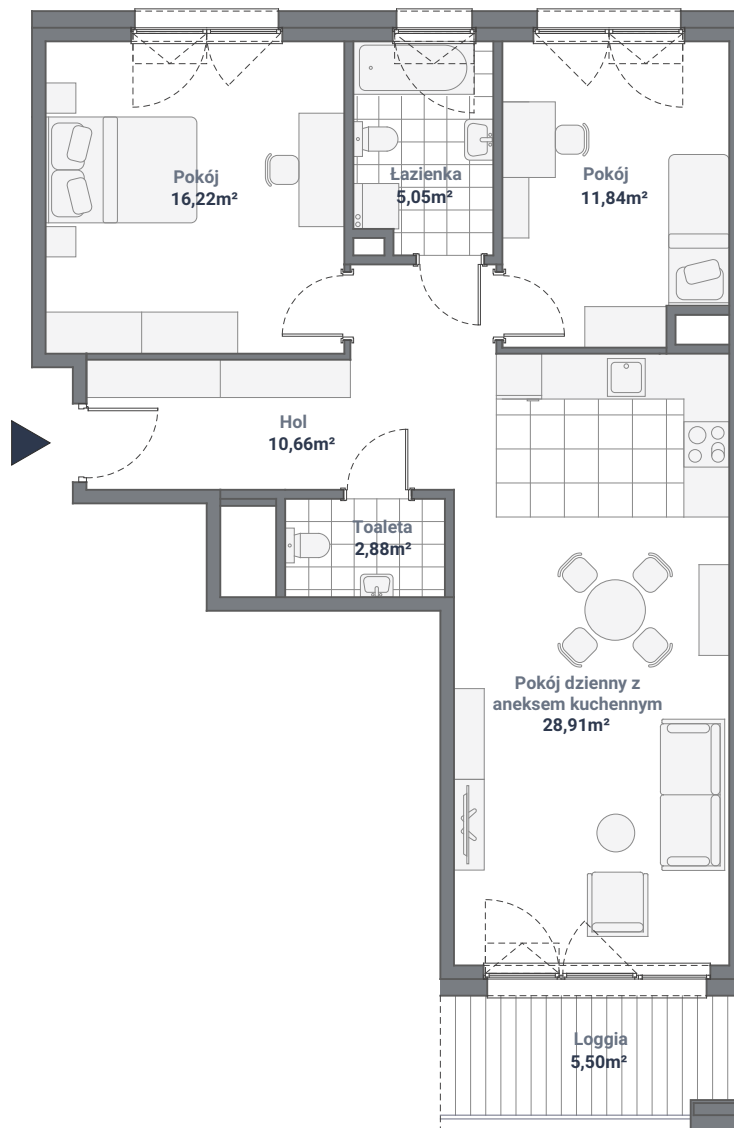 Pokój
16,22m²
Łazienka
5,05m²
Pokój
11,84m²
Hol
10,66m²
Toaleta
2,88m²
Pokój dzienny z
aneksem kuchennym
28,91m²
Loggia
5,50m²